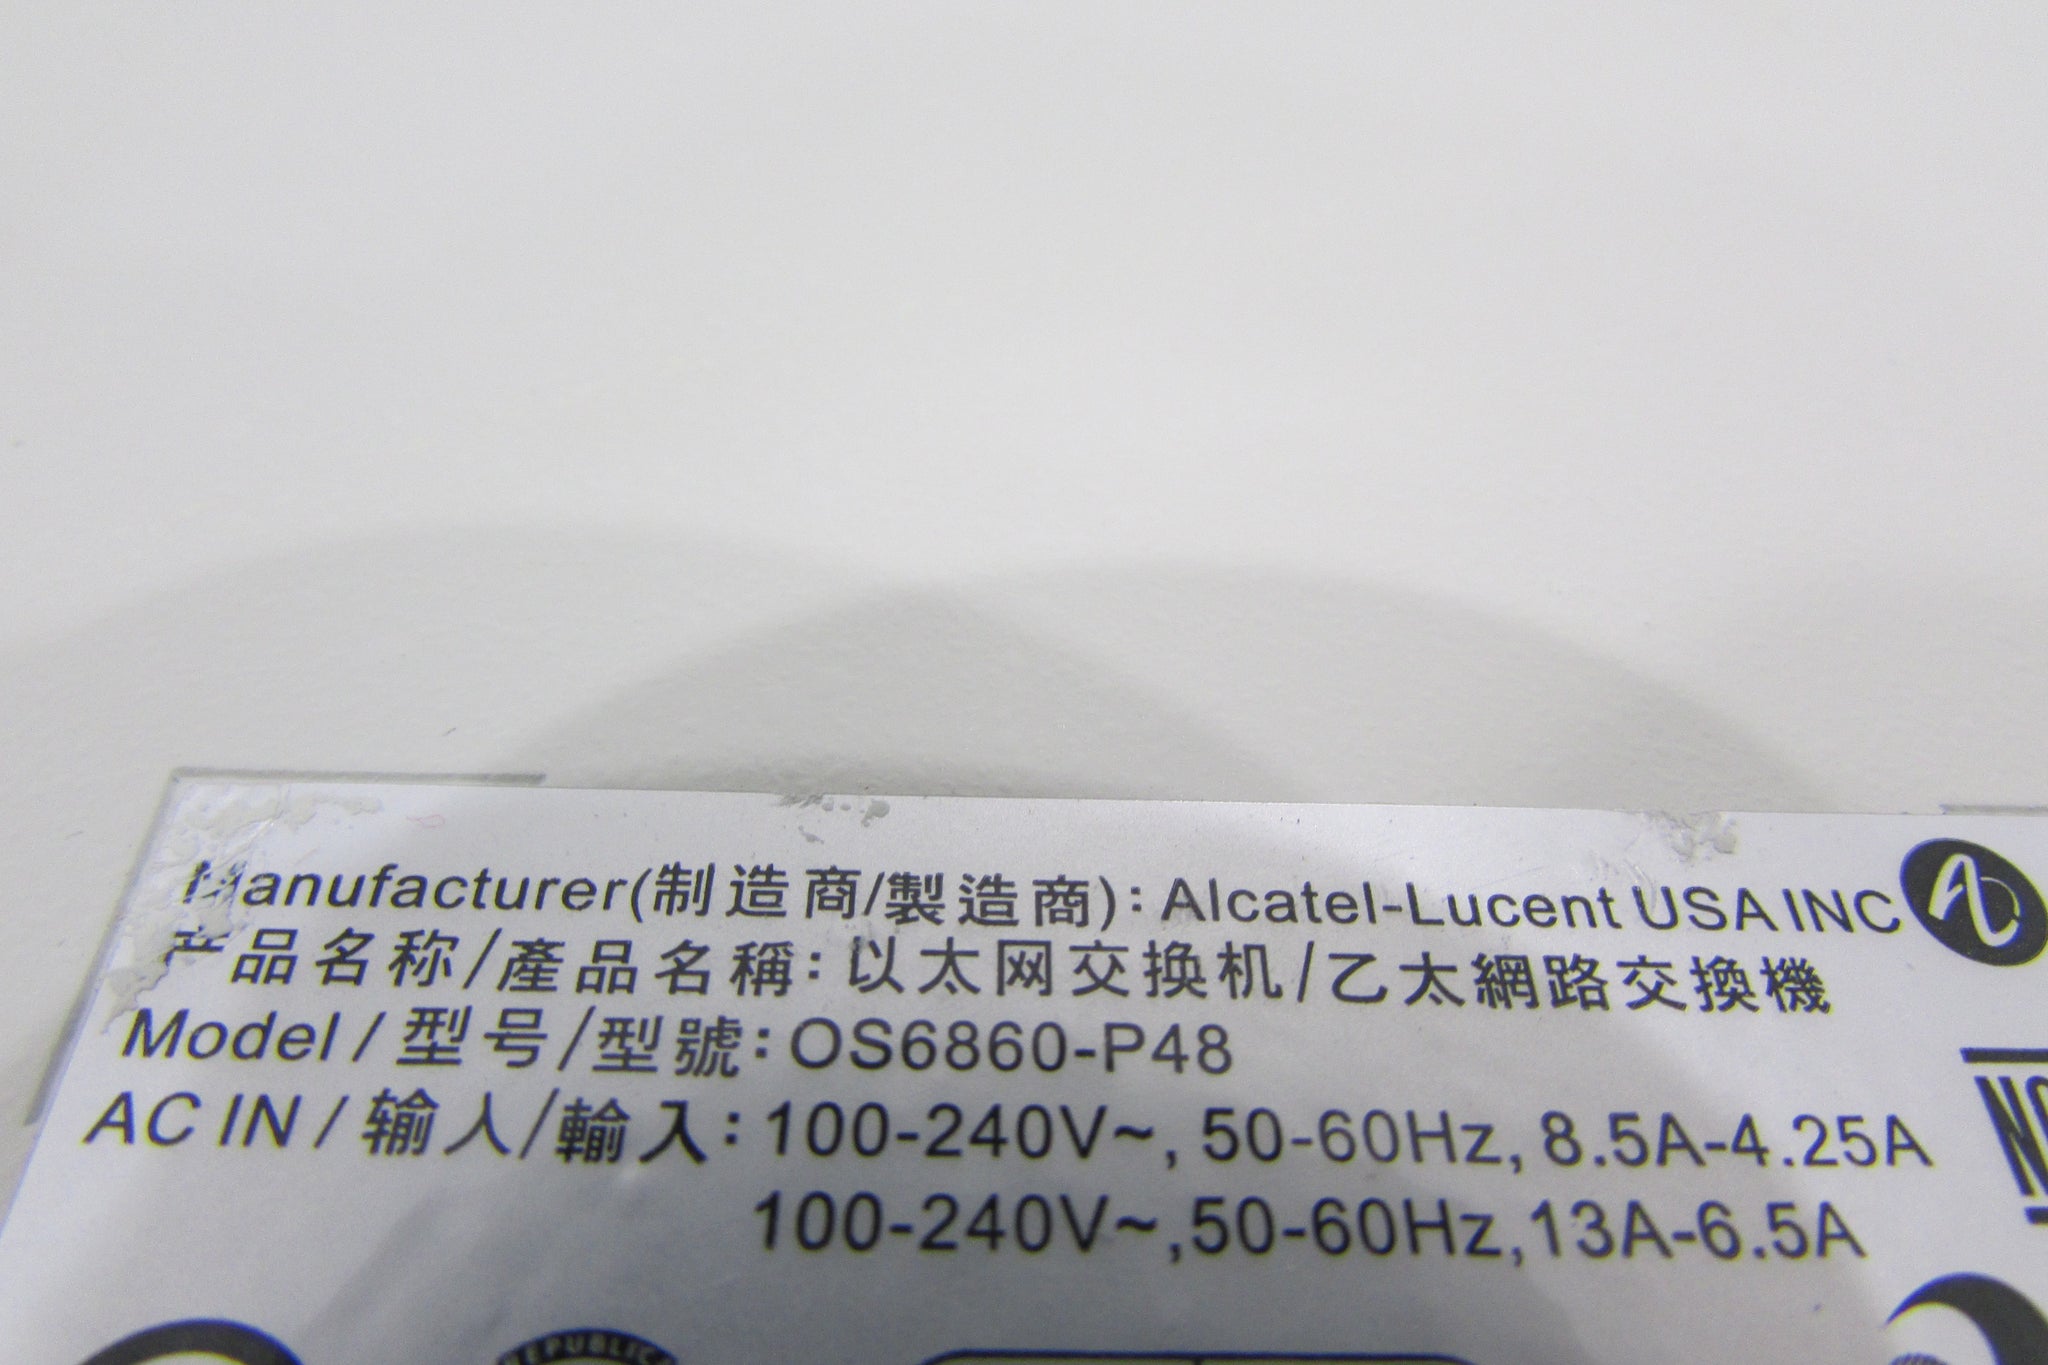 Manufacturer(制造商/製造商): Alcatel-Lucent USA INC
产品名称/產品名稱: 以太网交换机/乙太網路交換機
Model / 型号/型號: OS6860-P48
AC IN / 输入/輸入: 100-240V~, 50-60Hz, 8.5A-4.25A
100-240V~,50-60Hz,13A-6.5A